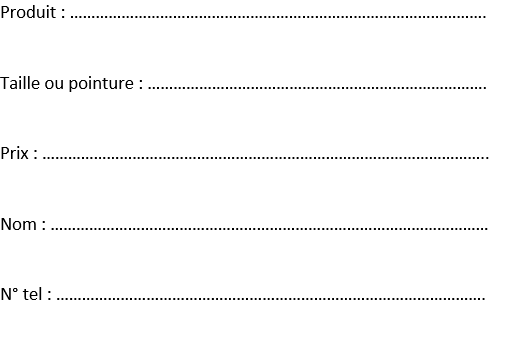 Produit : ………………………………………………………………………………………
Taille ou pointure : ………………………………………………………………………
Prix : ……………………………………………………………………………………………..
Nom : ……………………………………………………………………………………………
N° tel : …………………………………………………………………………………………